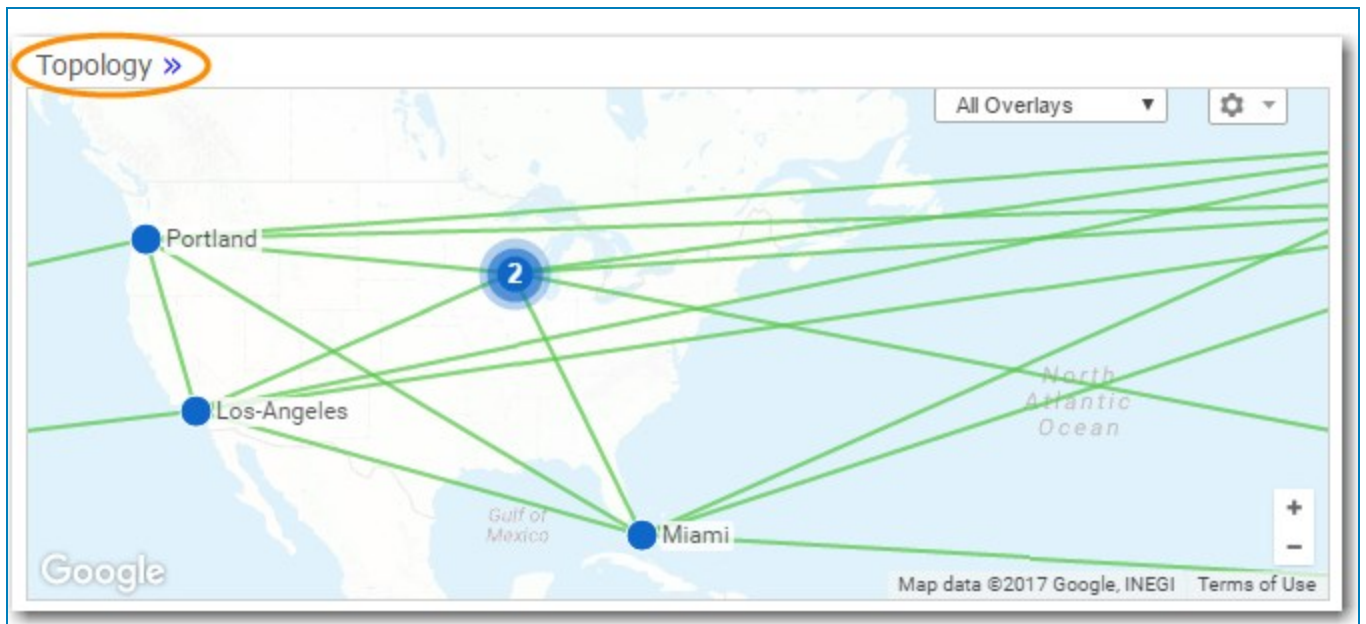 Topology »
All Overlays ▼
Portland
2
Los-Angeles
North
Atlantic
Ocean
Gulf of
Mexico
Miami
+
−
Google
Map data ©2017 Google, INEGI Terms of Use